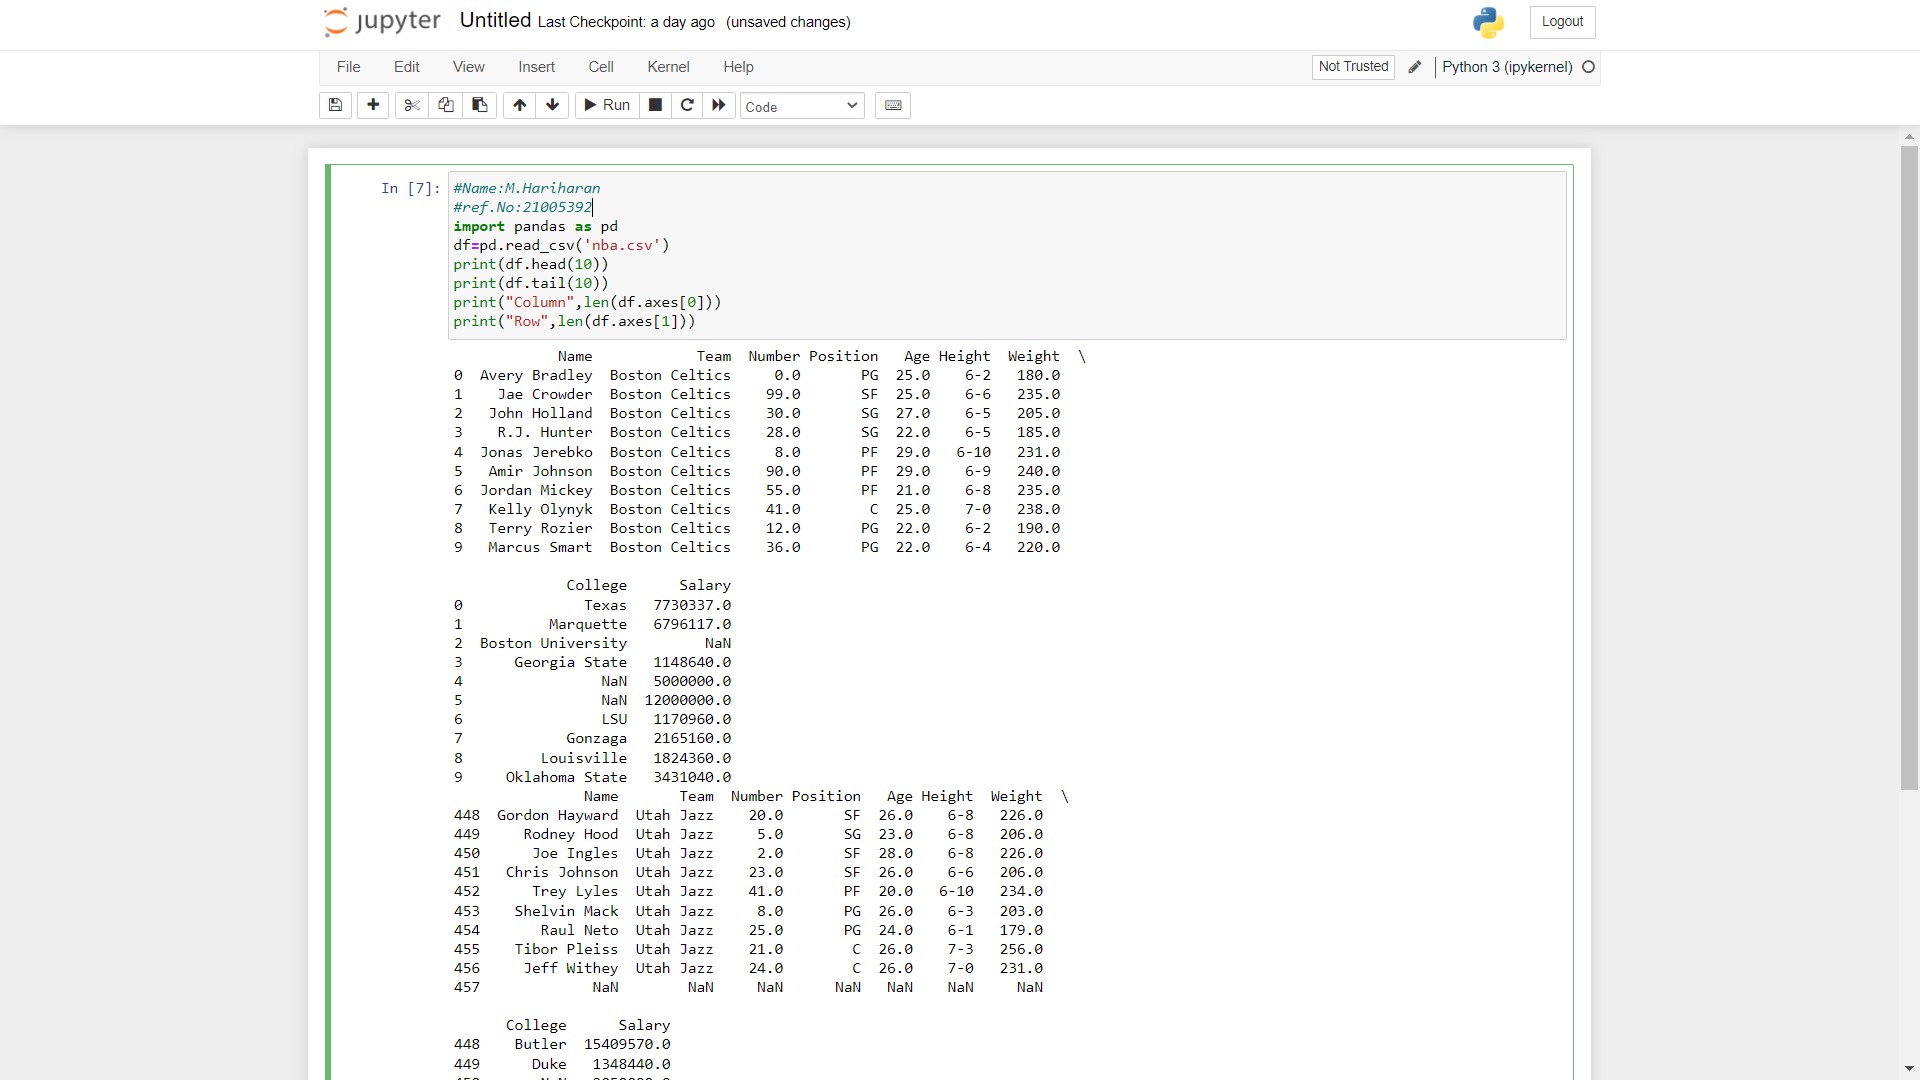 jupyter Untitled Last Checkpoint: a day ago (unsaved changes) Logout
File Edit View Insert Cell Kernel Help Not Trusted Python 3 (ipykernel)
Run Code
In [7]: #Name:M.Hariharan
#ref.No:21005392
import pandas as pd
df=pd.read_csv('nba.csv')
print(df.head(10))
print(df.tail(10))
print("Column",len(df.axes[0]))
print("Row",len(df.axes[1]))
Name Team Number Position Age Height Weight \
0 Avery Bradley Boston Celtics 0.0 PG 25.0 6-2 180.0
1 Jae Crowder Boston Celtics 99.0 SF 25.0 6-6 235.0
2 John Holland Boston Celtics 30.0 SG 27.0 6-5 205.0
3 R.J. Hunter Boston Celtics 28.0 SG 22.0 6-5 185.0
4 Jonas Jerebko Boston Celtics 8.0 PF 29.0 6-10 231.0
5 Amir Johnson Boston Celtics 90.0 PF 29.0 6-9 240.0
6 Jordan Mickey Boston Celtics 55.0 PF 21.0 6-8 235.0
7 Kelly Olynyk Boston Celtics 41.0 C 25.0 7-0 238.0
8 Terry Rozier Boston Celtics 12.0 PG 22.0 6-2 190.0
9 Marcus Smart Boston Celtics 36.0 PG 22.0 6-4 220.0
College Salary
0 Texas 7730337.0
1 Marquette 6796117.0
2 Boston University NaN
3 Georgia State 1148640.0
4 NaN 5000000.0
5 NaN 12000000.0
6 LSU 1170960.0
7 Gonzaga 2165160.0
8 Louisville 1824360.0
9 Oklahoma State 3431040.0
Name Team Number Position Age Height Weight \
448 Gordon Hayward Utah Jazz 20.0 SF 26.0 6-8 226.0
449 Rodney Hood Utah Jazz 5.0 SG 23.0 6-8 206.0
450 Joe Ingles Utah Jazz 2.0 SF 28.0 6-8 226.0
451 Chris Johnson Utah Jazz 23.0 SF 26.0 6-6 206.0
452 Trey Lyles Utah Jazz 41.0 PF 20.0 6-10 234.0
453 Shelvin Mack Utah Jazz 8.0 PG 26.0 6-3 203.0
454 Raul Neto Utah Jazz 25.0 PG 24.0 6-1 179.0
455 Tibor Pleiss Utah Jazz 21.0 C 26.0 7-3 256.0
456 Jeff Withey Utah Jazz 24.0 C 26.0 7-0 231.0
457 NaN NaN NaN NaN NaN NaN NaN
College Salary
448 Butler 15409570.0
449 Duke 1348440.0